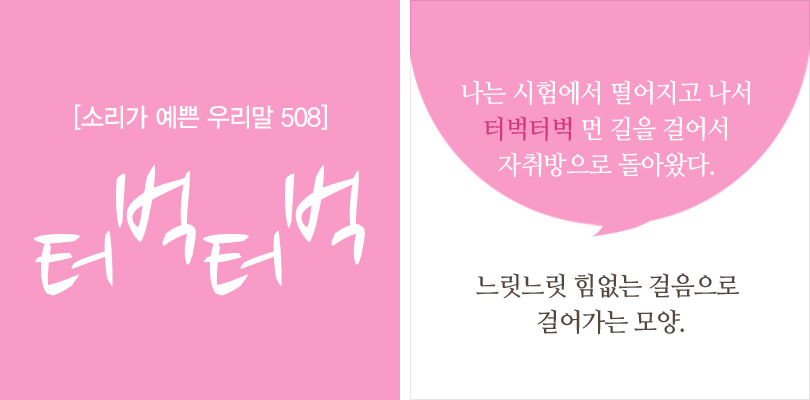 [소리가 예쁜 우리말 508]
터벅터벅
나는 시험에서 떨어지고 나서
터벅터벅 먼 길을 걸어서
자취방으로 돌아왔다.
느릿느릿 힘없는 걸음으로
걸어가는 모양.